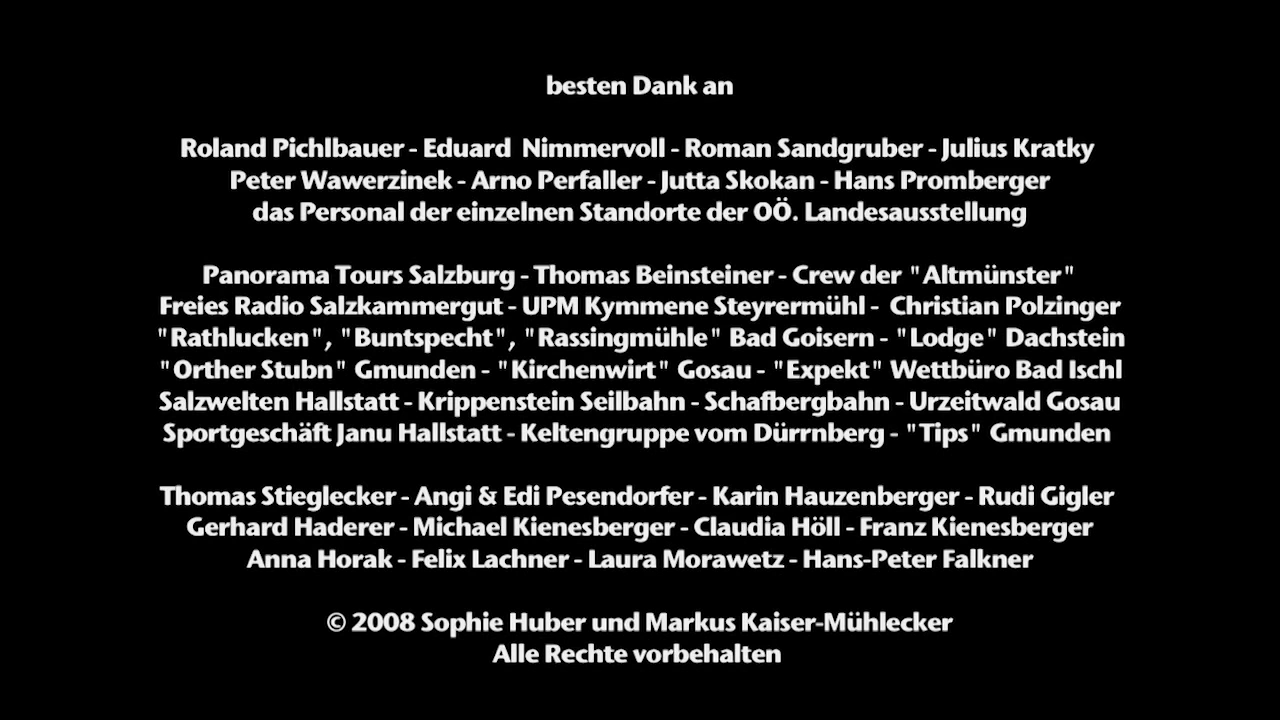 besten Dank an
Roland Pichlbauer - Eduard  Nimmervoll - Roman Sandgruber - Julius Kratky
Peter Wawerzinek - Arno Perfaller - Jutta Skokan - Hans Promberger
das Personal der einzelnen Standorte der OÖ. Landesausstellung
Panorama Tours Salzburg - Thomas Beinsteiner - Crew der "Altmünster"
Freies Radio Salzkammergut - UPM Kymmene Steyrermühl -  Christian Polzinger
"Rathlucken", "Buntspecht", "Rassingmühle" Bad Goisern - "Lodge" Dachstein
"Orther Stubn" Gmunden - "Kirchenwirt" Gosau - "Expekt" Wettbüro Bad Ischl
Salzwelten Hallstatt - Krippenstein Seilbahn - Schafbergbahn - Urzeitwald Gosau
Sportgeschäft Janu Hallstatt - Keltengruppe vom Dürrnberg - "Tips" Gmunden
Thomas Stieglecker - Angi & Edi Pesendorfer - Karin Hauzenberger - Rudi Gigler
Gerhard Haderer - Michael Kienesberger - Claudia Höll - Franz Kienesberger
Anna Horak - Felix Lachner - Laura Morawetz - Hans-Peter Falkner
© 2008 Sophie Huber und Markus Kaiser-Mühlecker
Alle Rechte vorbehalten